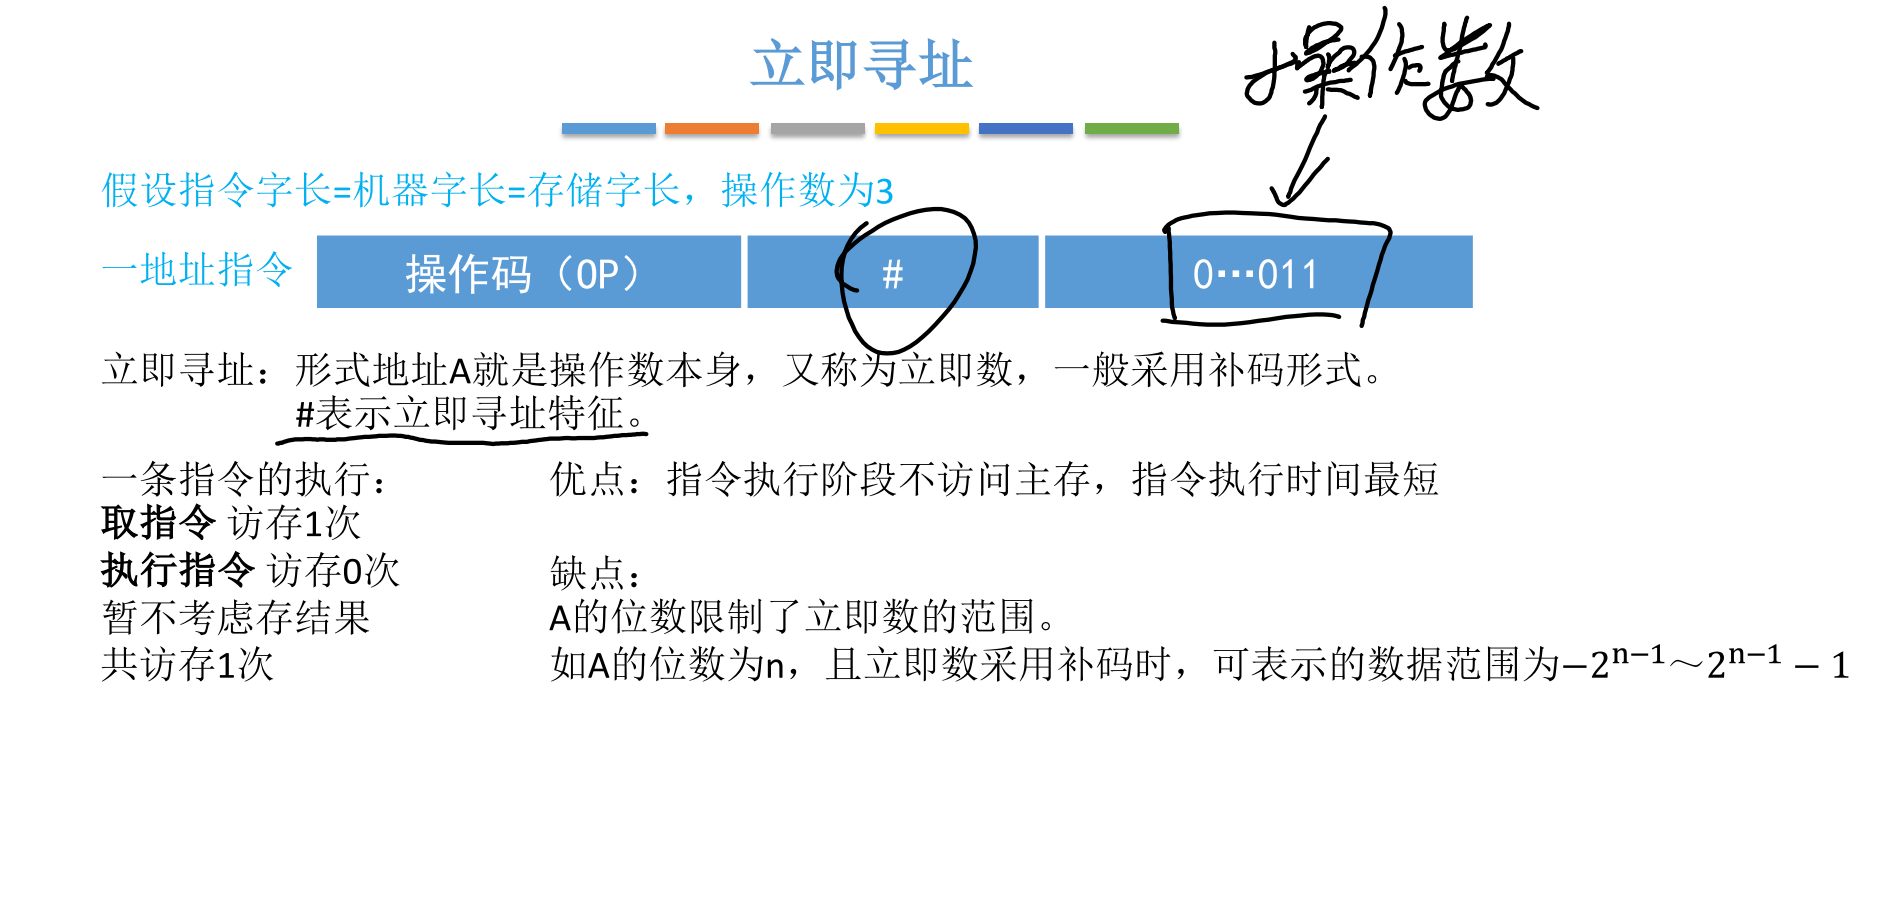 立即寻址
操作数
假设指令字长=机器字长=存储字长，操作数为3
一地址指令 操作码（OP） # 0…011
立即寻址：形式地址A就是操作数本身，又称为立即数，一般采用补码形式。
#表示立即寻址特征。
一条指令的执行： 优点：指令执行阶段不访问主存，指令执行时间最短
取指令 访存1次
执行指令 访存0次 缺点：
暂不考虑存结果 A的位数限制了立即数的范围。
共访存1次 如A的位数为n，且立即数采用补码时，可表示的数据范围为−2ⁿ⁻¹～2ⁿ⁻¹ − 1